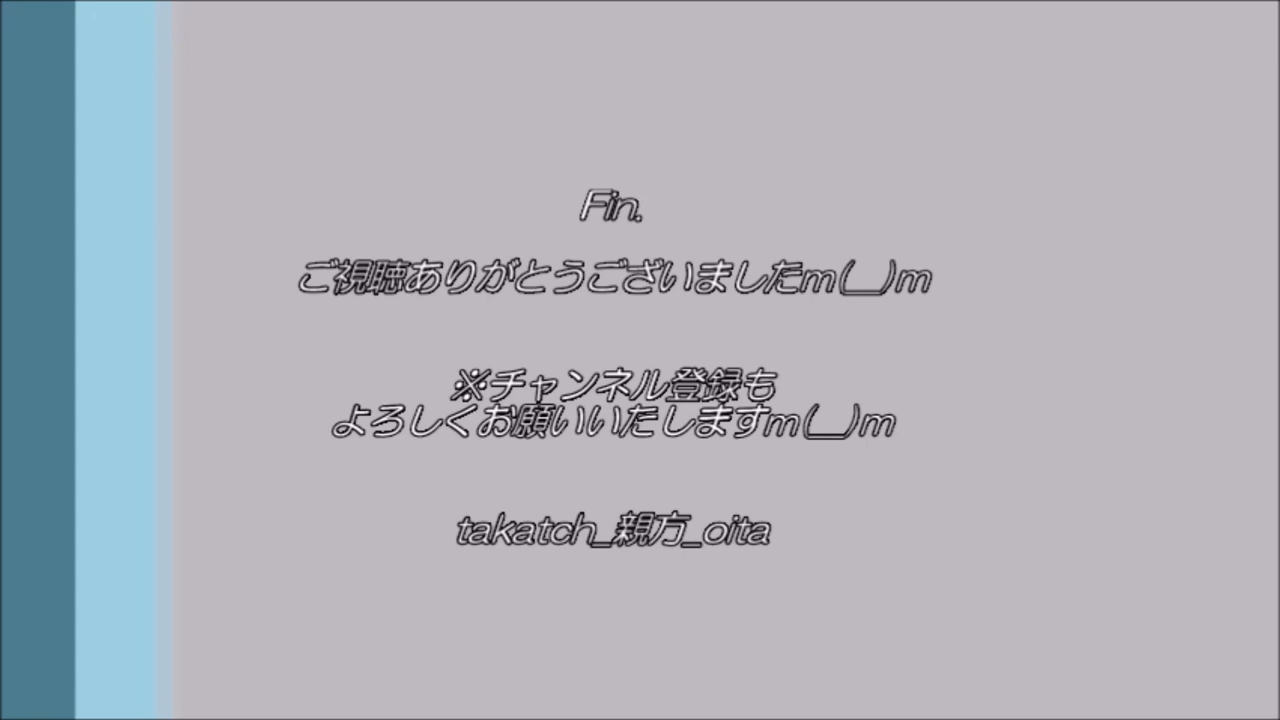 Fin.
ご視聴ありがとうございましたm(__)m
※チャンネル登録も
よろしくお願いいたしますm(__)m
takatch_親方_oita